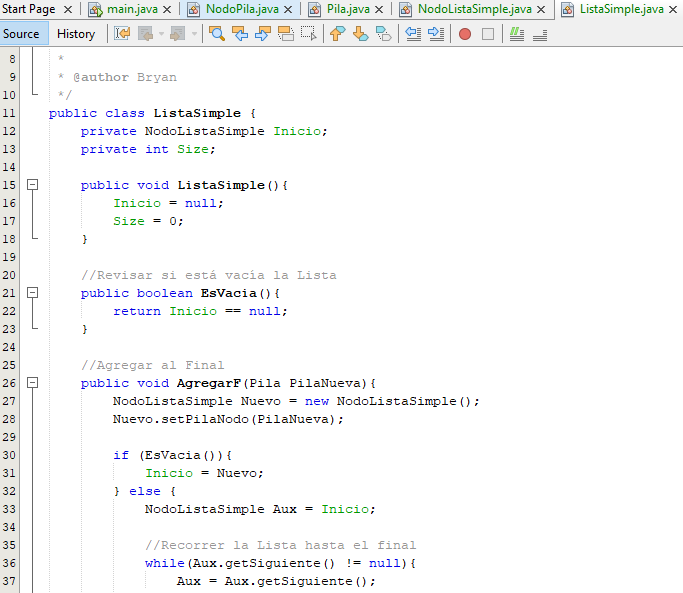 Start Page main.java NodoPila.java Pila.java NodoListaSimple.java ListaSimple.java
Source History
8 *
9 * @author Bryan
10 */
11 public class ListaSimple {
12 private NodoListaSimple Inicio;
13 private int Size;
14
15 public void ListaSimple(){
16 Inicio = null;
17 Size = 0;
18 }
19
20 //Revisar si está vacía la Lista
21 public boolean EsVacia(){
22 return Inicio == null;
23 }
24
25 //Agregar al Final
26 public void AgregarF(Pila PilaNueva){
27 NodoListaSimple Nuevo = new NodoListaSimple();
28 Nuevo.setPilaNodo(PilaNueva);
29
30 if (EsVacia()){
31 Inicio = Nuevo;
32 } else {
33 NodoListaSimple Aux = Inicio;
34
35 //Recorrer la Lista hasta el final
36 while(Aux.getSiguiente() != null){
37 Aux = Aux.getSiguiente();